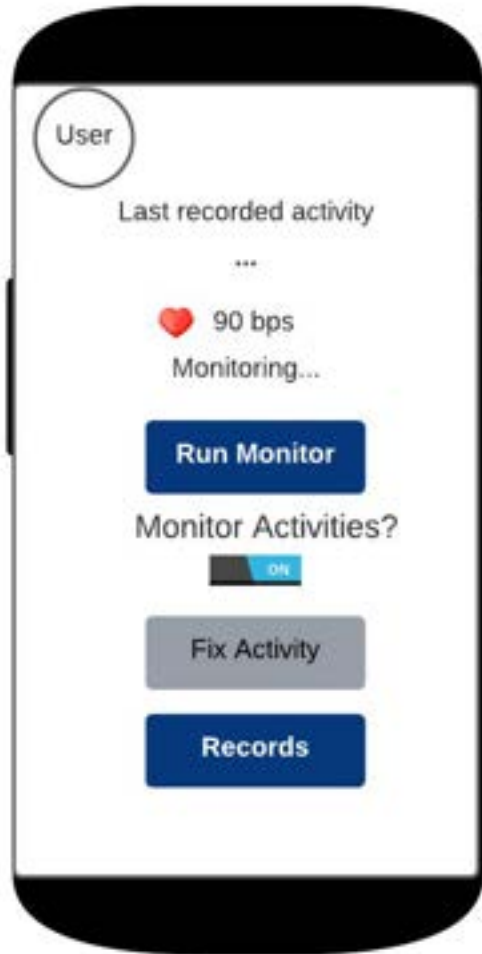 User
Last recorded activity
...
90 bps
Monitoring...
Run Monitor
Monitor Activities?
ON
Fix Activity
Records